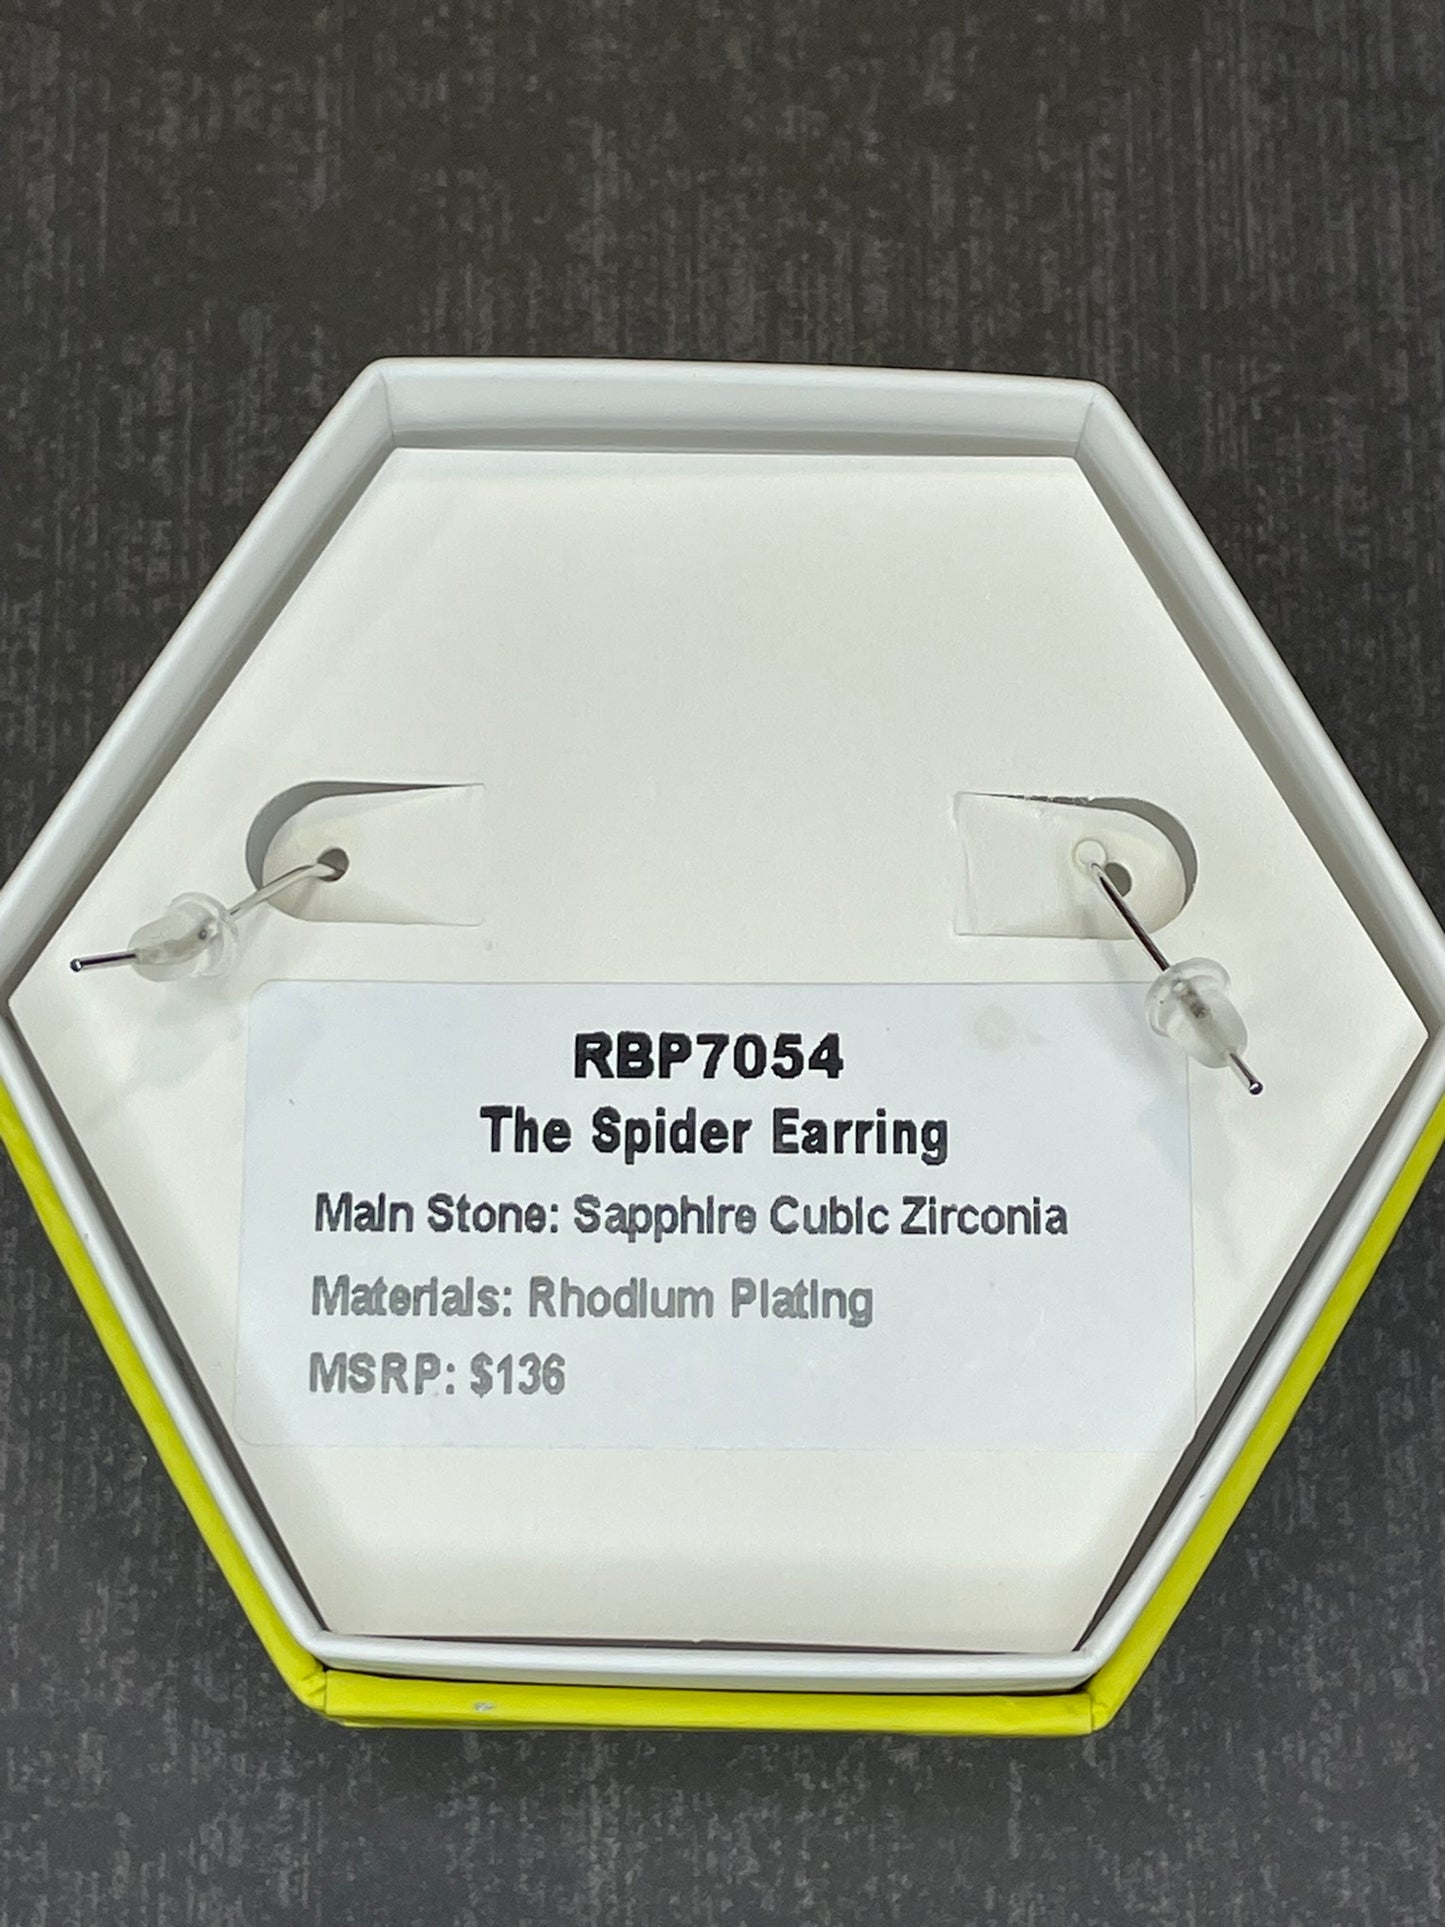 RBP7054
The Spider Earring
Main Stone: Sapphire Cubic Zirconia
Materials: Rhodium Plating
MSRP: $136